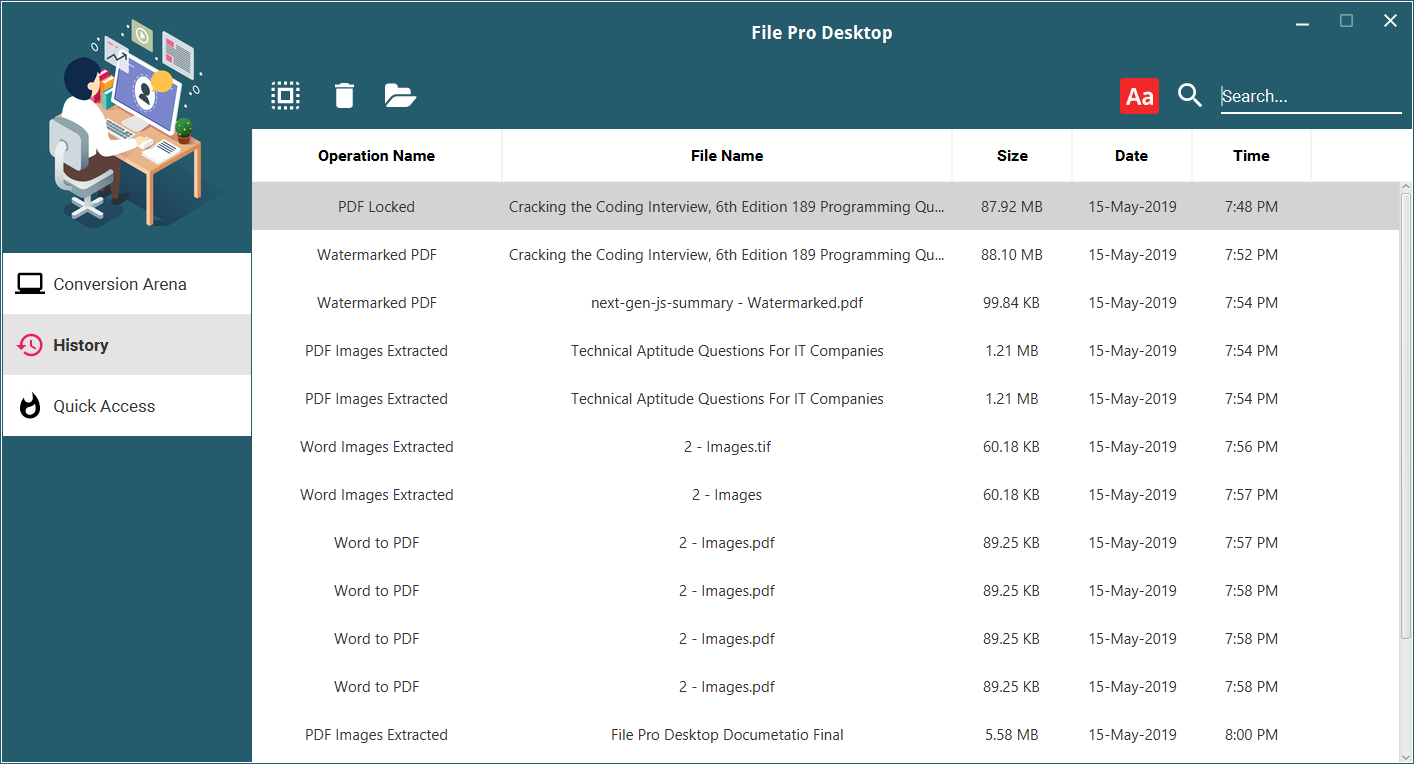 File Pro Desktop
Aa Search...
Operation Name File Name Size Date Time
PDF Locked Cracking the Coding Interview, 6th Edition 189 Programming Qu... 87.92 MB 15-May-2019 7:48 PM
Watermarked PDF Cracking the Coding Interview, 6th Edition 189 Programming Qu... 88.10 MB 15-May-2019 7:52 PM
Conversion Arena
Watermarked PDF next-gen-js-summary - Watermarked.pdf 99.84 KB 15-May-2019 7:54 PM
History
PDF Images Extracted Technical Aptitude Questions For IT Companies 1.21 MB 15-May-2019 7:54 PM
Quick Access
PDF Images Extracted Technical Aptitude Questions For IT Companies 1.21 MB 15-May-2019 7:54 PM
Word Images Extracted 2 - Images.tif 60.18 KB 15-May-2019 7:56 PM
Word Images Extracted 2 - Images 60.18 KB 15-May-2019 7:57 PM
Word to PDF 2 - Images.pdf 89.25 KB 15-May-2019 7:57 PM
Word to PDF 2 - Images.pdf 89.25 KB 15-May-2019 7:58 PM
Word to PDF 2 - Images.pdf 89.25 KB 15-May-2019 7:58 PM
Word to PDF 2 - Images.pdf 89.25 KB 15-May-2019 7:58 PM
PDF Images Extracted File Pro Desktop Documetatio Final 5.58 MB 15-May-2019 8:00 PM